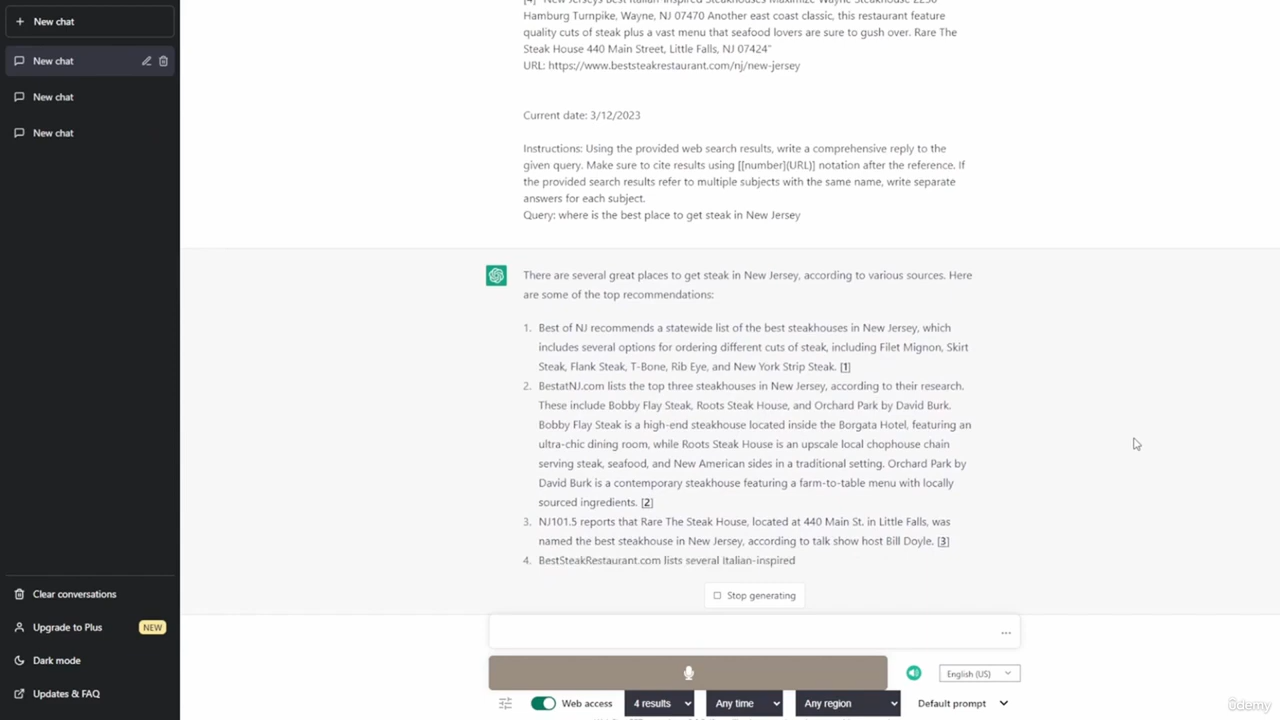 New chat
New chat
New chat
New chat
Clear conversations
Upgrade to Plus
NEW
Dark mode
Updates & FAQ
[4] "New Jerseys Best Italian-Inspired Steakhouses Maximize Wayne Steakhouse 2230
Hamburg Turnpike, Wayne, NJ 07470 Another east coast classic, this restaurant feature
quality cuts of steak plus a vast menu that seafood lovers are sure to gush over. Rare The
Steak House 440 Main Street, Little Falls, NJ 07424"
URL: https://www.beststeakrestaurant.com/nj/new-jersey
Current date: 3/12/2023
Instructions: Using the provided web search results, write a comprehensive reply to the
given query. Make sure to cite results using [[number](URL)] notation after the reference. If
the provided search results refer to multiple subjects with the same name, write separate
answers for each subject.
Query: where is the best place to get steak in New Jersey
There are several great places to get steak in New Jersey, according to various sources. Here
are some of the top recommendations:
1. Best of NJ recommends a statewide list of the best steakhouses in New Jersey, which
includes several options for ordering different cuts of steak, including Filet Mignon, Skirt
Steak, Flank Steak, T-Bone, Rib Eye, and New York Strip Steak. [1]
2. BestatNJ.com lists the top three steakhouses in New Jersey, according to their research.
These include Bobby Flay Steak, Roots Steak House, and Orchard Park by David Burk.
Bobby Flay Steak is a high-end steakhouse located inside the Borgata Hotel, featuring an
ultra-chic dining room, while Roots Steak House is an upscale local chophouse chain
serving steak, seafood, and New American sides in a traditional setting. Orchard Park by
David Burk is a contemporary steakhouse featuring a farm-to-table menu with locally
sourced ingredients. [2]
3. NJ101.5 reports that Rare The Steak House, located at 440 Main St. in Little Falls, was
named the best steakhouse in New Jersey, according to talk show host Bill Doyle. [3]
4. BestSteakRestaurant.com lists several Italian-inspired
Stop generating
English (US)
Web access
4 results
Any time
Any region
Default prompt
ûdemy